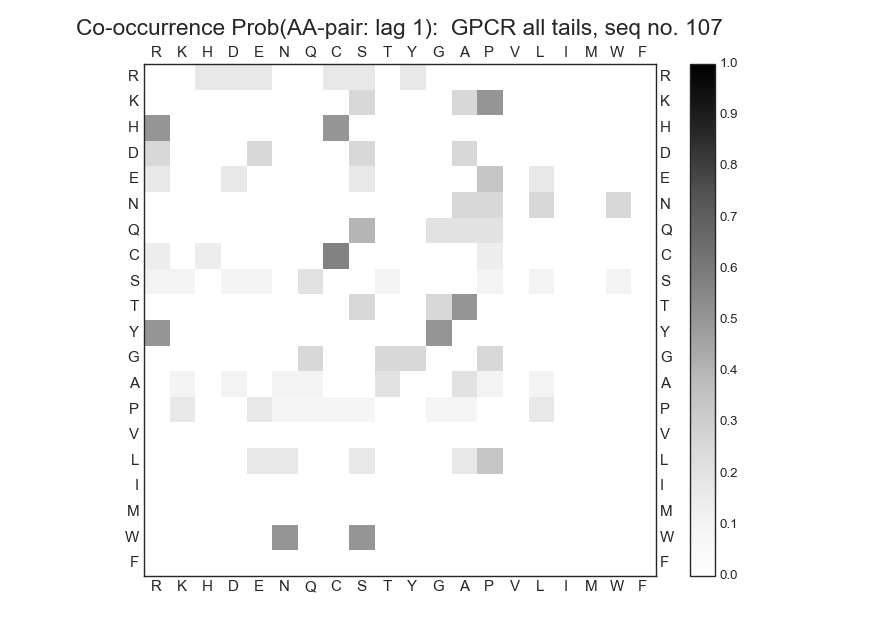 Co-occurrence Prob(AA-pair: lag 1):  GPCR all tails, seq no. 107
R K H D E N Q C S T Y G A P V L I M W F
R R 1.0
K K 0.9
H H
D D 0.8
E E
N N 0.7
Q Q
C C 0.6
S S
T T 0.5
Y Y
G G 0.4
A A
P P 0.3
V V
L L 0.2
I I
M M 0.1
W W
F F 0.0
R K H D E N Q C S T Y G A P V L I M W F